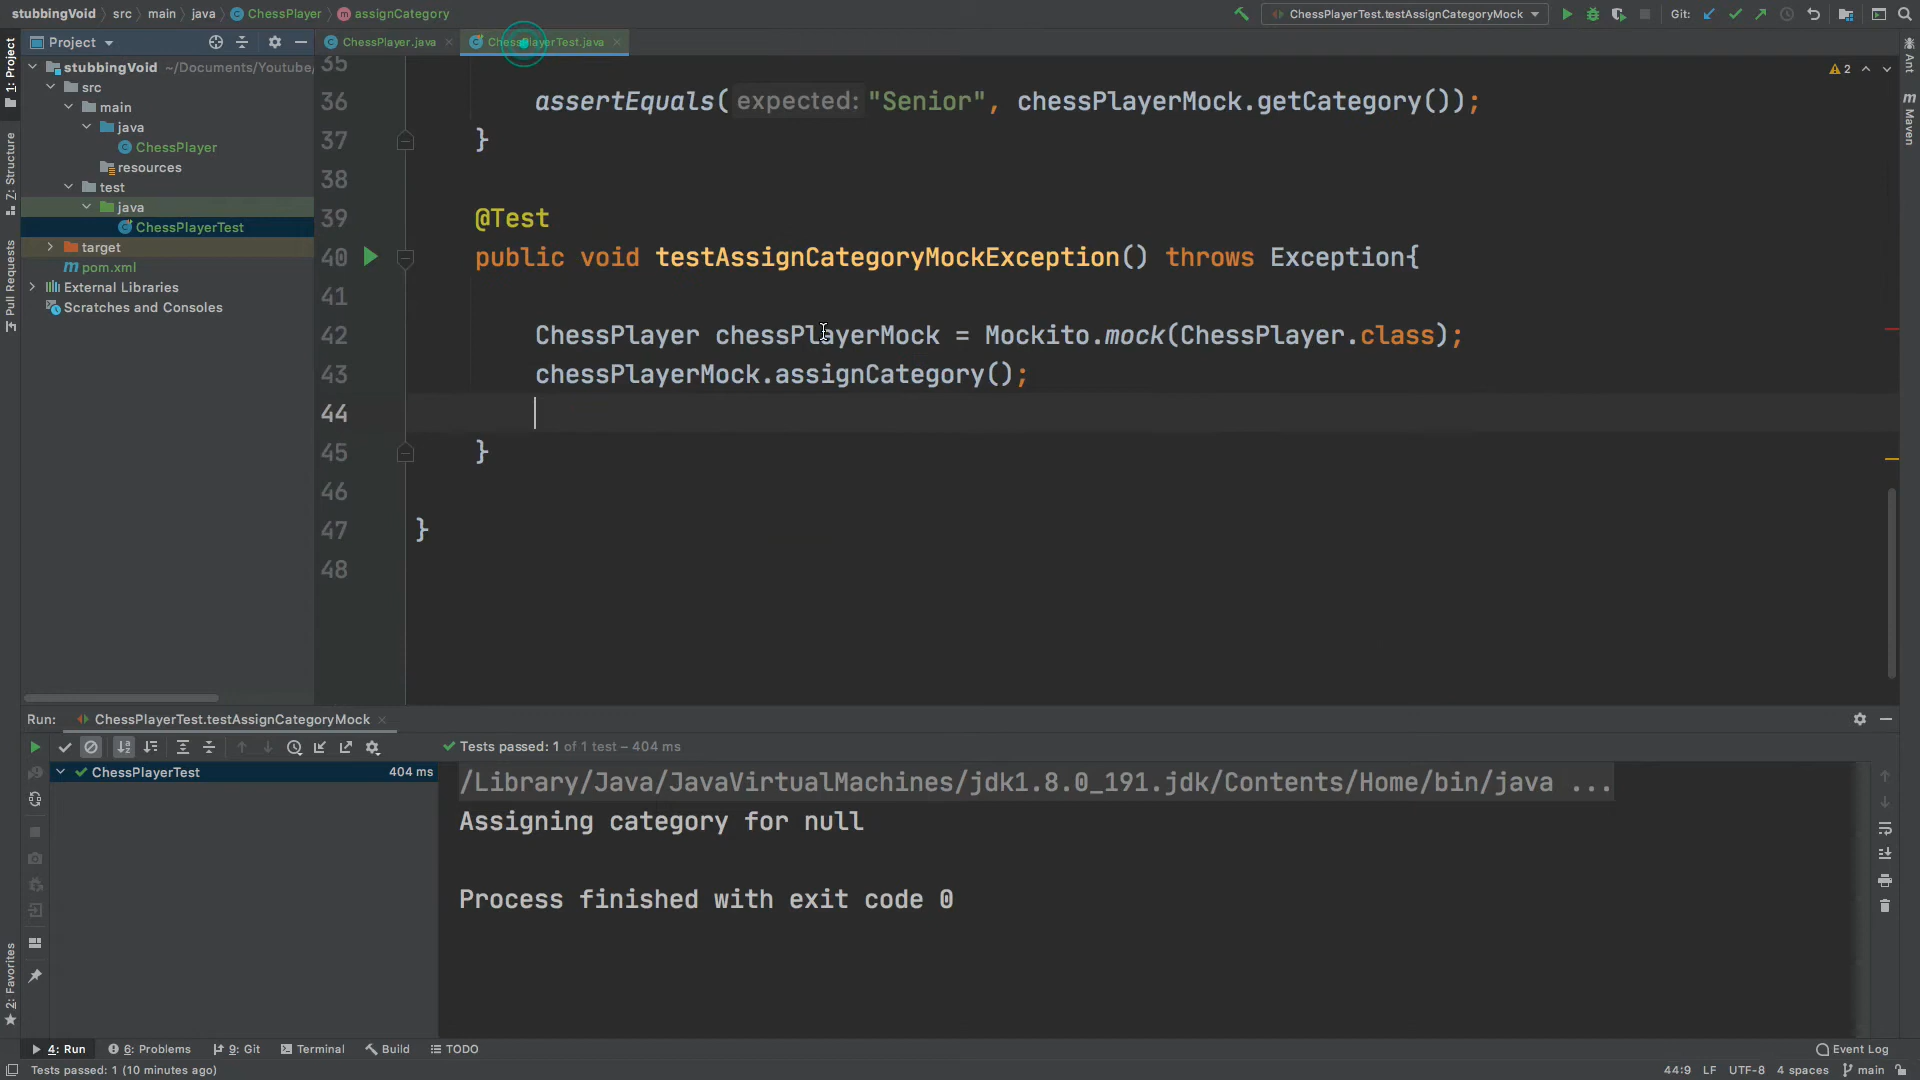 stubbingVoid src main java ChessPlayer assignCategory
ChessPlayerTest.testAssignCategoryMock Git:
Project
ChessPlayer.java ChessPlayerTest.java
1: Project
Z: Structure
Pull Requests
2: Favorites
Ant
Maven
stubbingVoid ~/Documents/Youtube/
src
main
java
ChessPlayer
resources
test
java
ChessPlayerTest
target
pom.xml
External Libraries
Scratches and Consoles
2
35
36 assertEquals( expected: "Senior", chessPlayerMock.getCategory());
37 }
38
39 @Test
40 public void testAssignCategoryMockException() throws Exception{
41
42 ChessPlayer chessPlayerMock = Mockito.mock(ChessPlayer.class);
43 chessPlayerMock.assignCategory();
44
45 }
46
47 }
48
Run: ChessPlayerTest.testAssignCategoryMock
Tests passed: 1 of 1 test – 404 ms
ChessPlayerTest 404 ms
/Library/Java/JavaVirtualMachines/jdk1.8.0_191.jdk/Contents/Home/bin/java ...
Assigning category for null
Process finished with exit code 0
4: Run 6: Problems 9: Git Terminal Build TODO Event Log
Tests passed: 1 (10 minutes ago) 44:9 LF UTF-8 4 spaces main